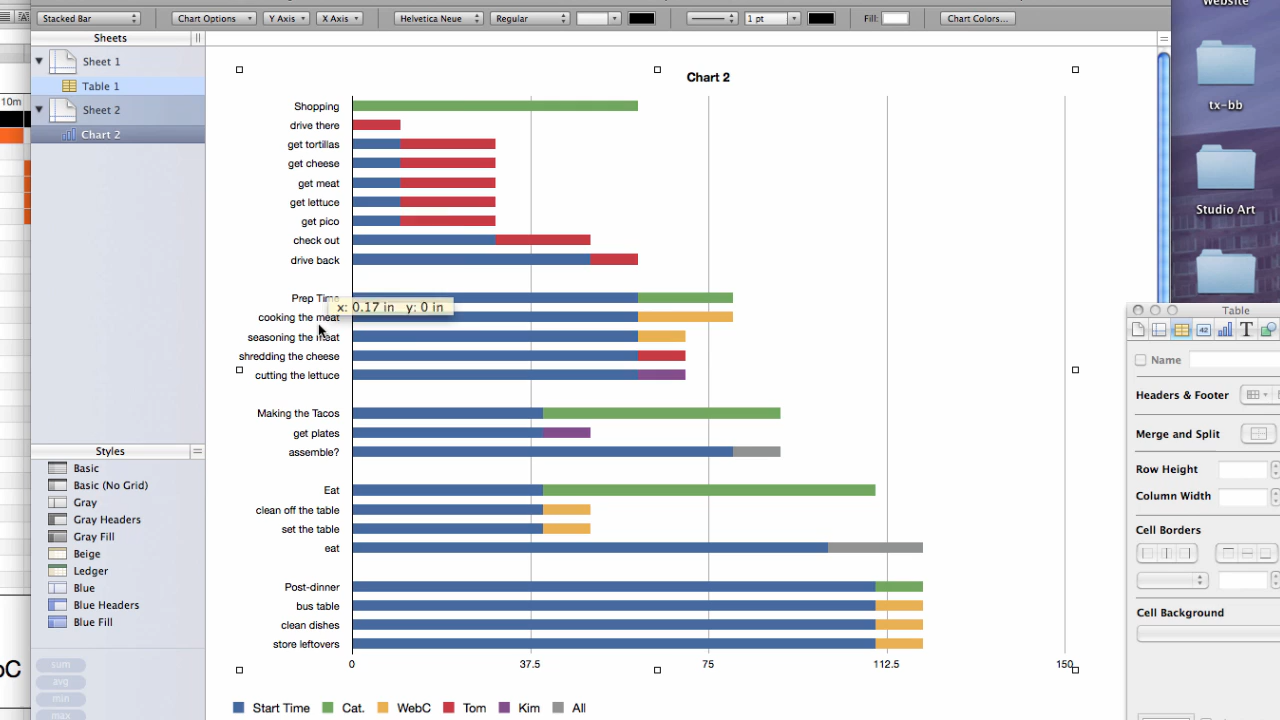 Website
Stacked Bar Chart Options Y Axis X Axis Helvetica Neue Regular 1 pt Fill: Chart Colors...
Sheets
Sheet 1
Table 1
Sheet 2
Chart 2
10m
tx-bb
Studio Art
Chart 2
Shopping
drive there
get tortillas
get cheese
get meat
get lettuce
get pico
check out
drive back
Prep Time
x: 0.17 in y: 0 in
cooking the meat
seasoning the meat
shredding the cheese
cutting the lettuce
Making the Tacos
get plates
assemble?
Eat
clean off the table
set the table
eat
Post-dinner
bus table
clean dishes
store leftovers
0 37.5 75 112.5 150
Start Time Cat. WebC Tom Kim All
Styles
Basic
Basic (No Grid)
Gray
Gray Headers
Gray Fill
Beige
Ledger
Blue
Blue Headers
Blue Fill
sum
avg
min
max
Table
Name
Headers & Footer
Merge and Split
Row Height
Column Width
Cell Borders
Cell Background